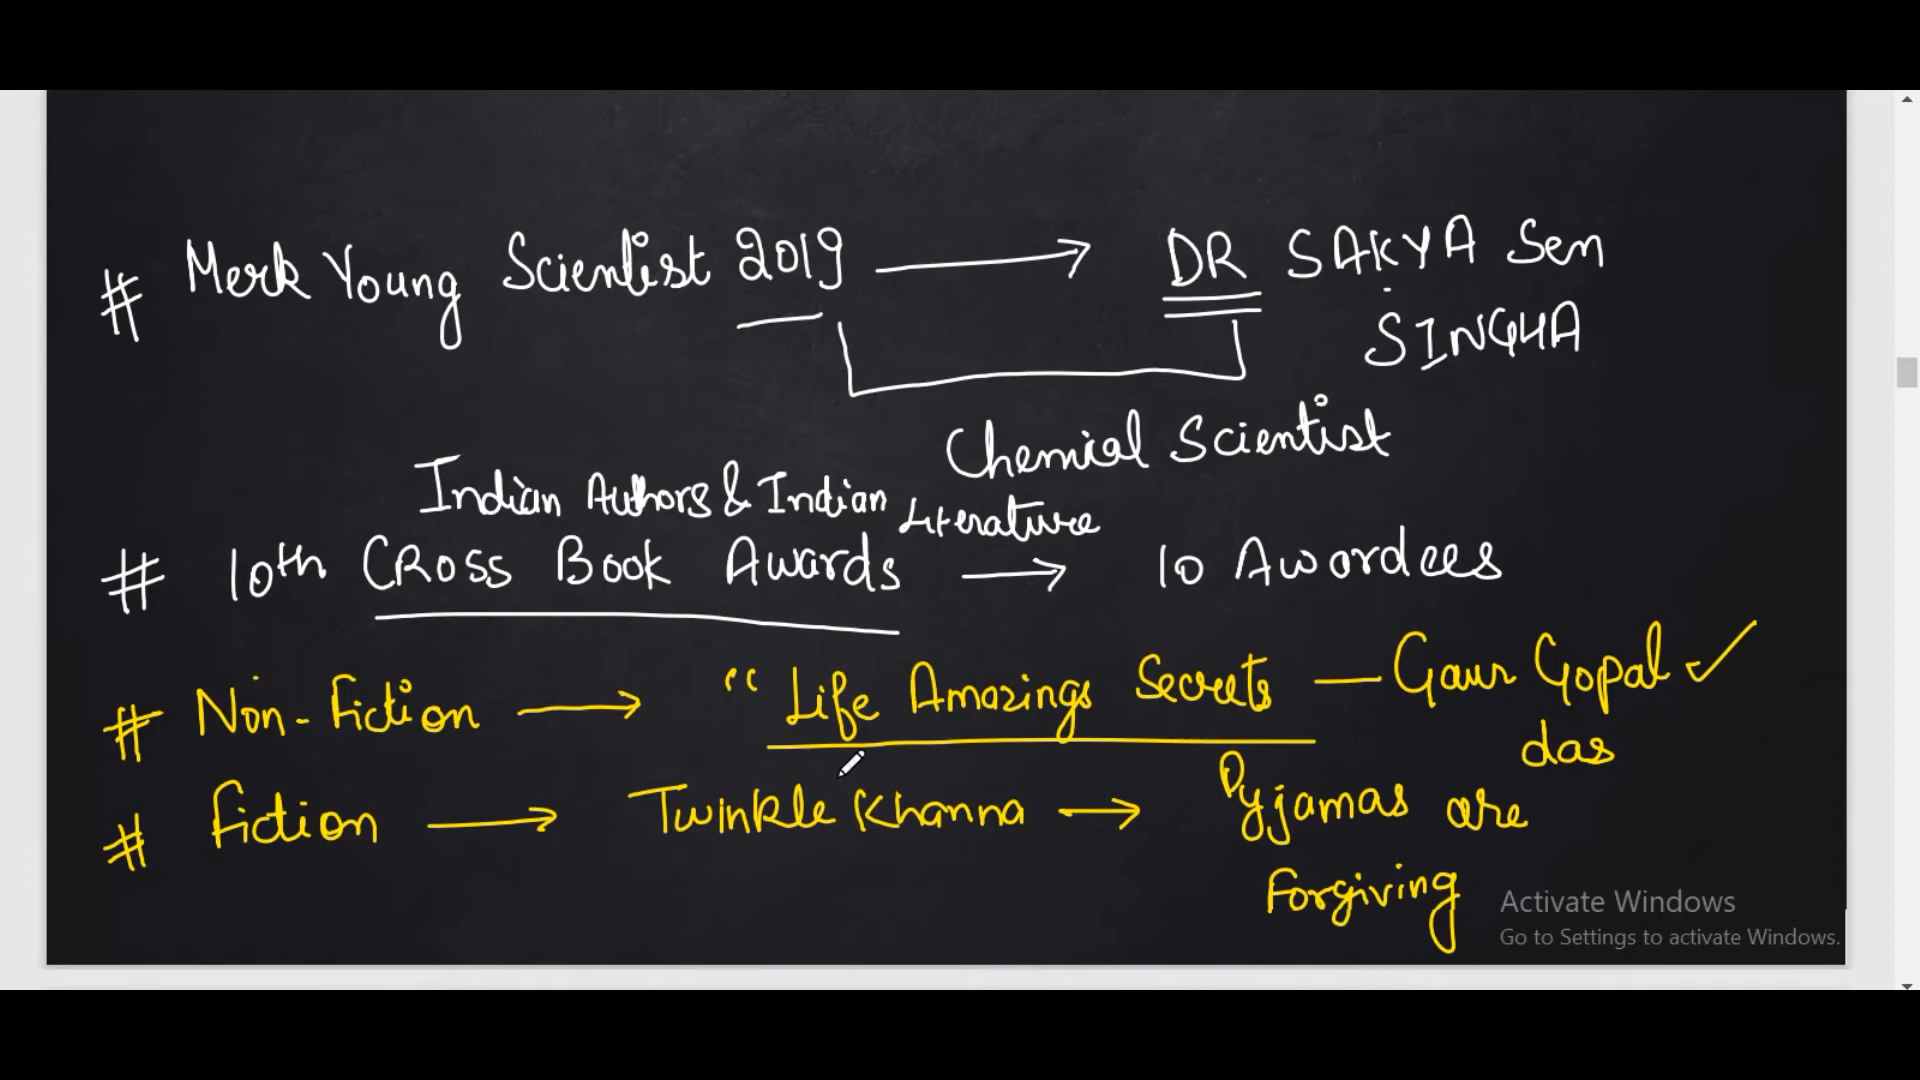 # Merk Young Scientist 2019 → DR SAKYA Sen
SINGHA
Chemial Scientist
Indian Authors & Indian Literature
# 10th CROSS Book Awards → 10 Awordees
# Non-Fiction → "Life Amazings Secrets — Gaur Gopal ✓
das
# Fiction → Twinkle Khanna → Pyjamas are
Forgiving
Activate Windows
Go to Settings to activate Windows.